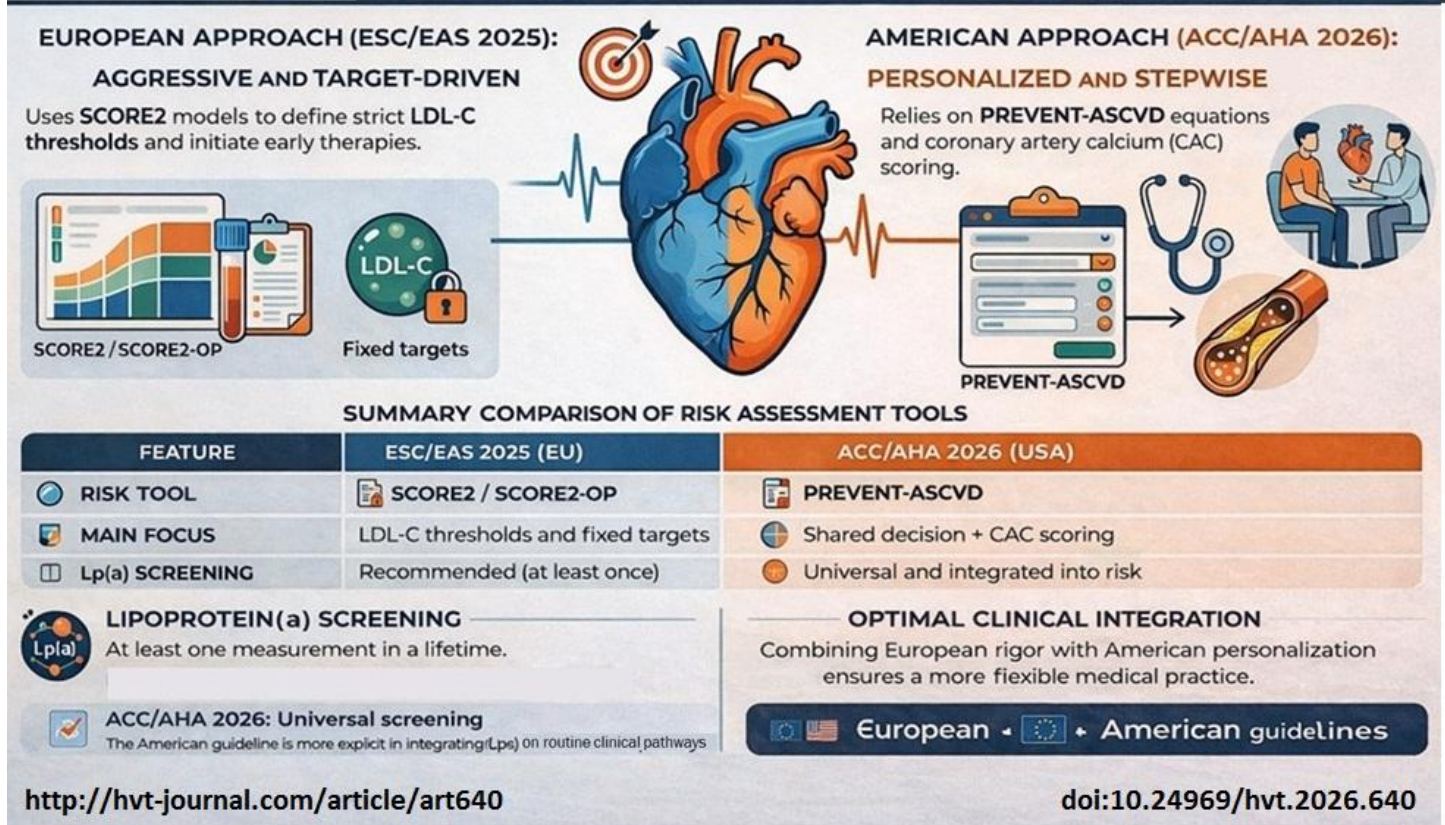 EUROPEAN APPROACH (ESC/EAS 2025):
AGGRESSIVE AND TARGET-DRIVEN
Uses SCORE2 models to define strict LDL-C
thresholds and initiate early therapies.
LDL-C
SCORE2 / SCORE2-OP
Fixed targets
AMERICAN APPROACH (ACC/AHA 2026):
PERSONALIZED AND STEPWISE
Relies on PREVENT-ASCVD equations
and coronary artery calcium (CAC)
scoring.
PREVENT-ASCVD
SUMMARY COMPARISON OF RISK ASSESSMENT TOOLS
FEATURE ESC/EAS 2025 (EU) ACC/AHA 2026 (USA)
RISK TOOL SCORE2 / SCORE2-OP PREVENT-ASCVD
MAIN FOCUS LDL-C thresholds and fixed targets Shared decision + CAC scoring
Lp(a) SCREENING Recommended (at least once) Universal and integrated into risk
Lp(a)
LIPOPROTEIN(a) SCREENING
At least one measurement in a lifetime.
ACC/AHA 2026: Universal screening
The American guideline is more explicit in integrating(Lps) on routine clinical pathways
OPTIMAL CLINICAL INTEGRATION
Combining European rigor with American personalization
ensures a more flexible medical practice.
European American guidelines
http://hvt-journal.com/article/art640
doi:10.24969/hvt.2026.640